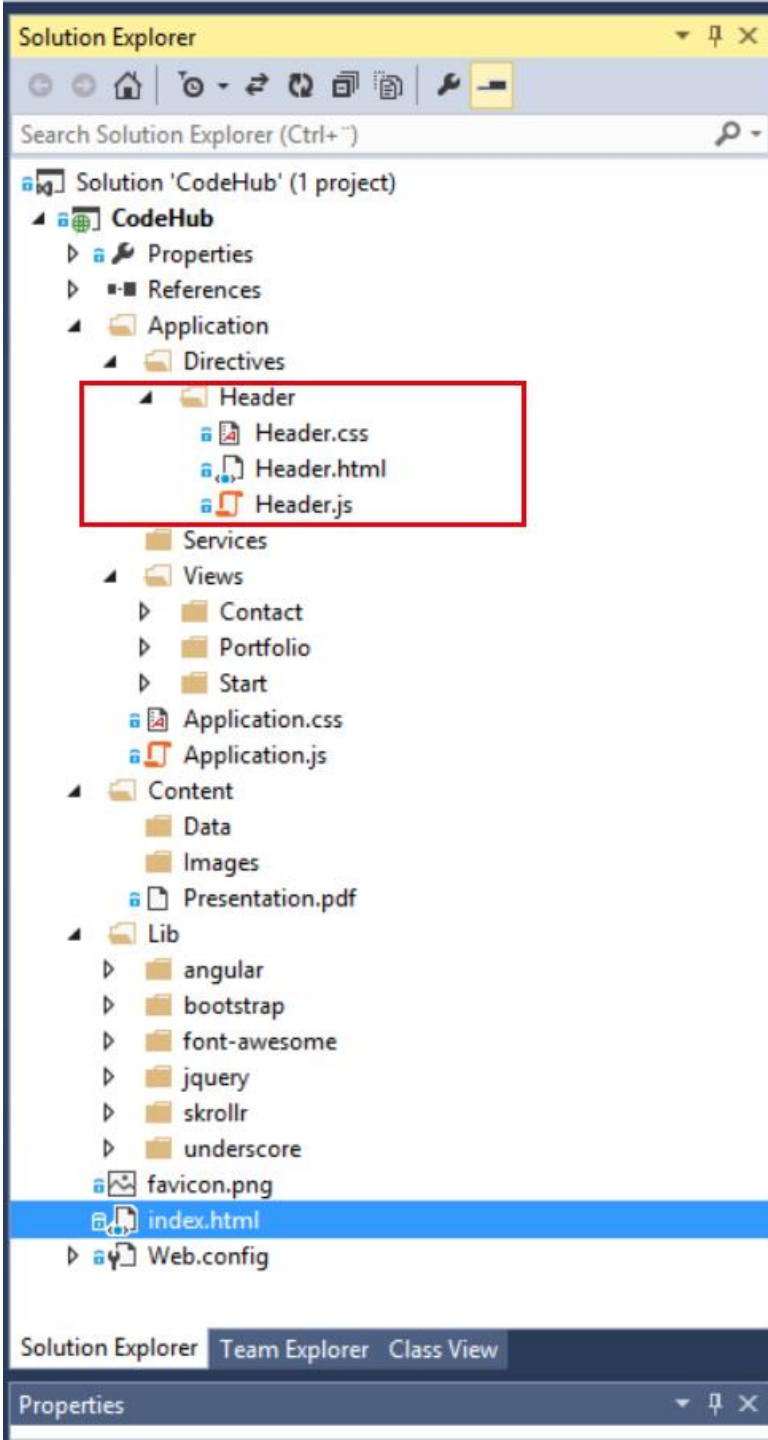 Solution Explorer
Search Solution Explorer (Ctrl+¨)
Solution 'CodeHub' (1 project)
CodeHub
Properties
References
Application
Directives
Header
Header.css
Header.html
Header.js
Services
Views
Contact
Portfolio
Start
Application.css
Application.js
Content
Data
Images
Presentation.pdf
Lib
angular
bootstrap
font-awesome
jquery
skrollr
underscore
favicon.png
index.html
Web.config
Solution Explorer Team Explorer Class View
Properties